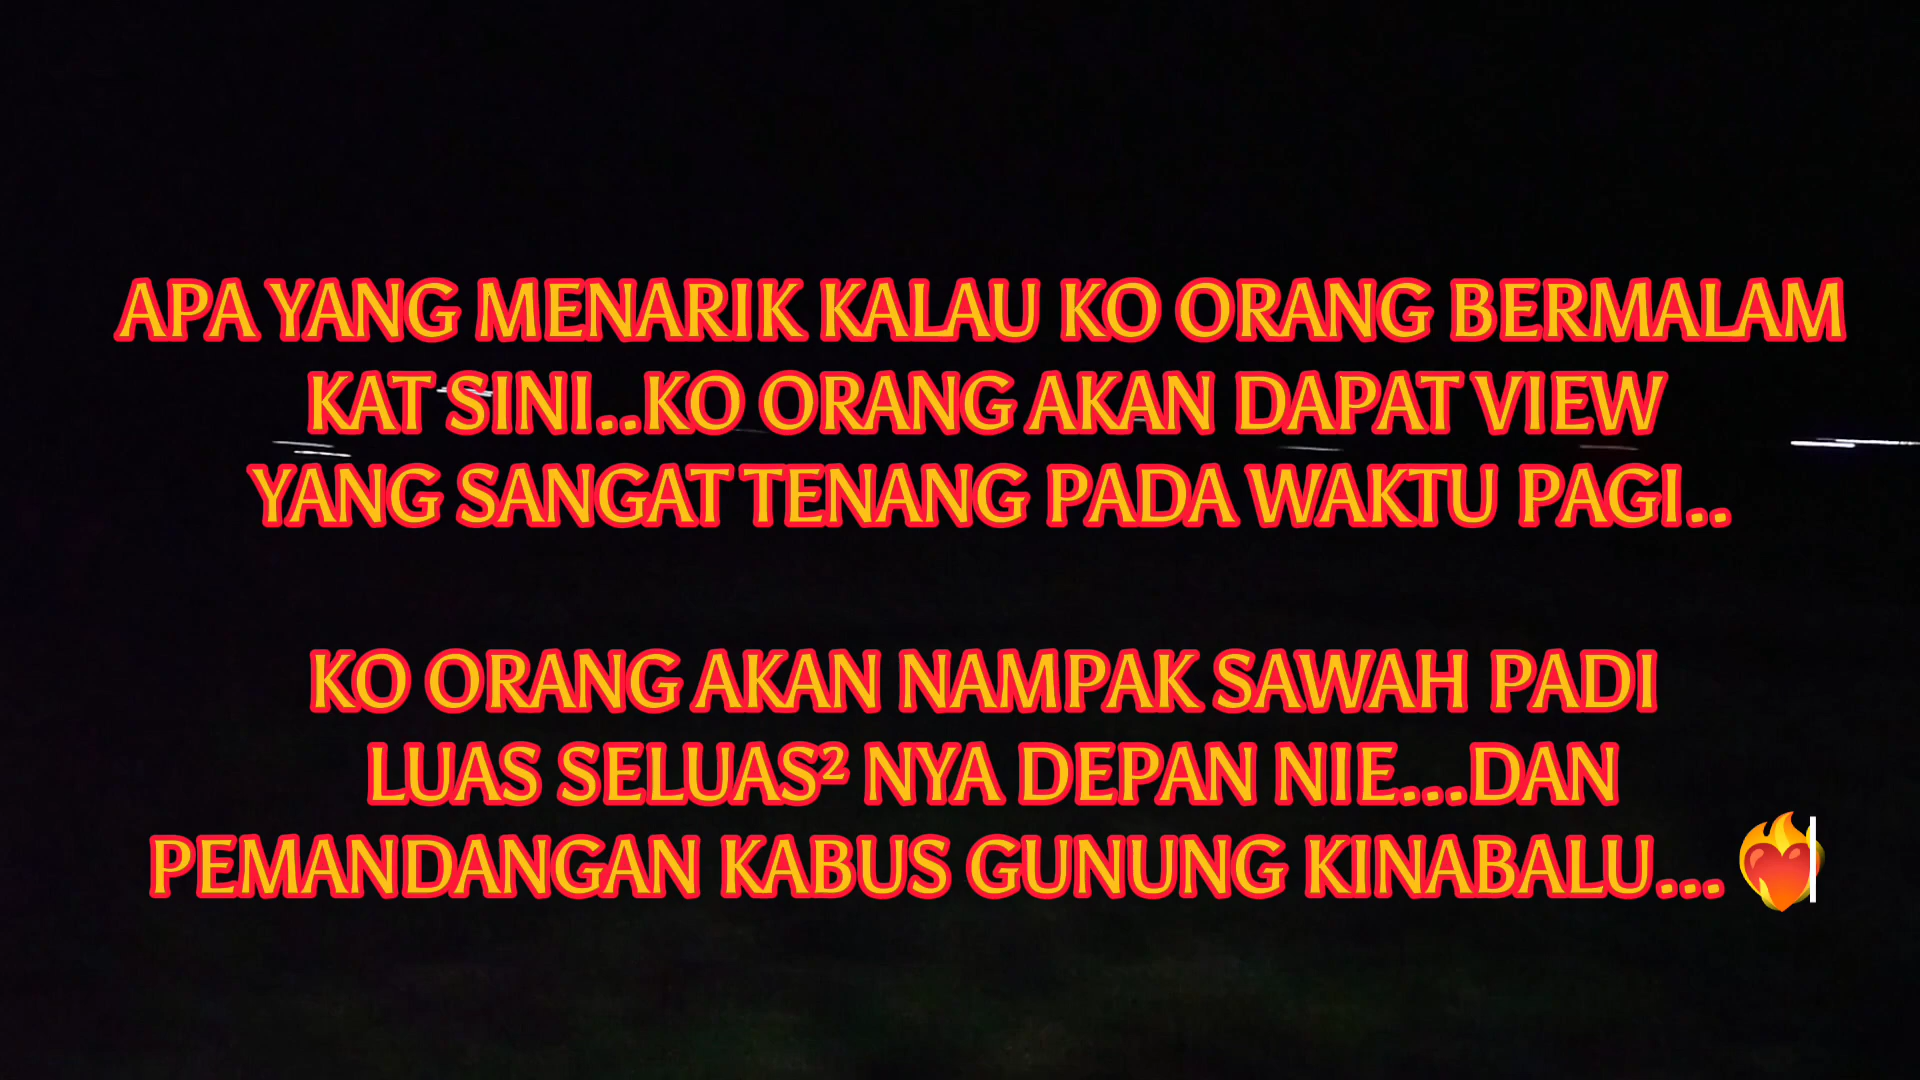 APA YANG MENARIK KALAU KO ORANG BERMALAM
KAT SINI..KO ORANG AKAN DAPAT VIEW
YANG SANGAT TENANG PADA WAKTU PAGI..
KO ORANG AKAN NAMPAK SAWAH PADI
LUAS SELUAS² NYA DEPAN NIE...DAN
PEMANDANGAN KABUS GUNUNG KINABALU... ❤️‍🔥